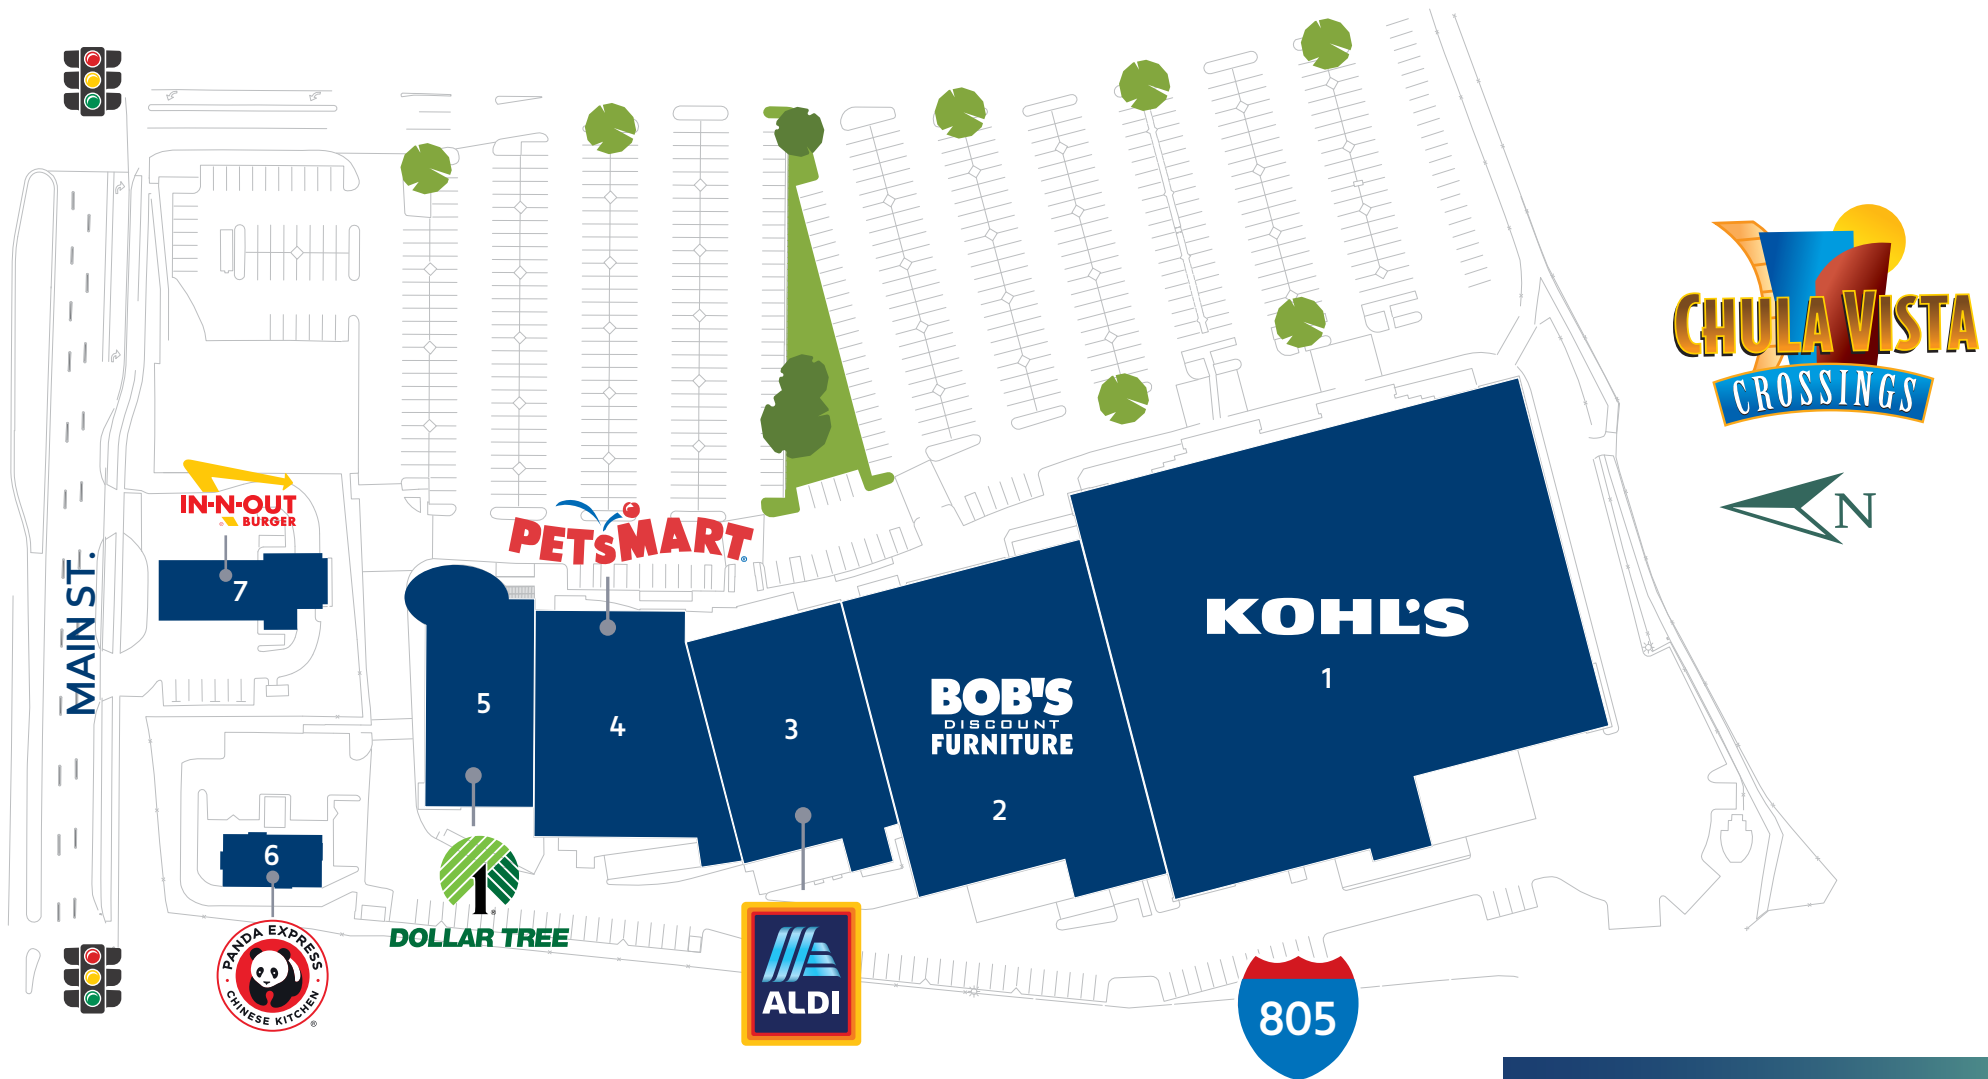 CHULA VISTA
CROSSINGS
N
MAIN ST.
IN-N-OUT
BURGER
7
PETSMART
®
KOHL'S
1
BOB'S
DISCOUNT
FURNITURE
2
3
4
5
6
1
®
DOLLAR TREE
PANDA EXPRESS
CHINESE KITCHEN
®
ALDI
805